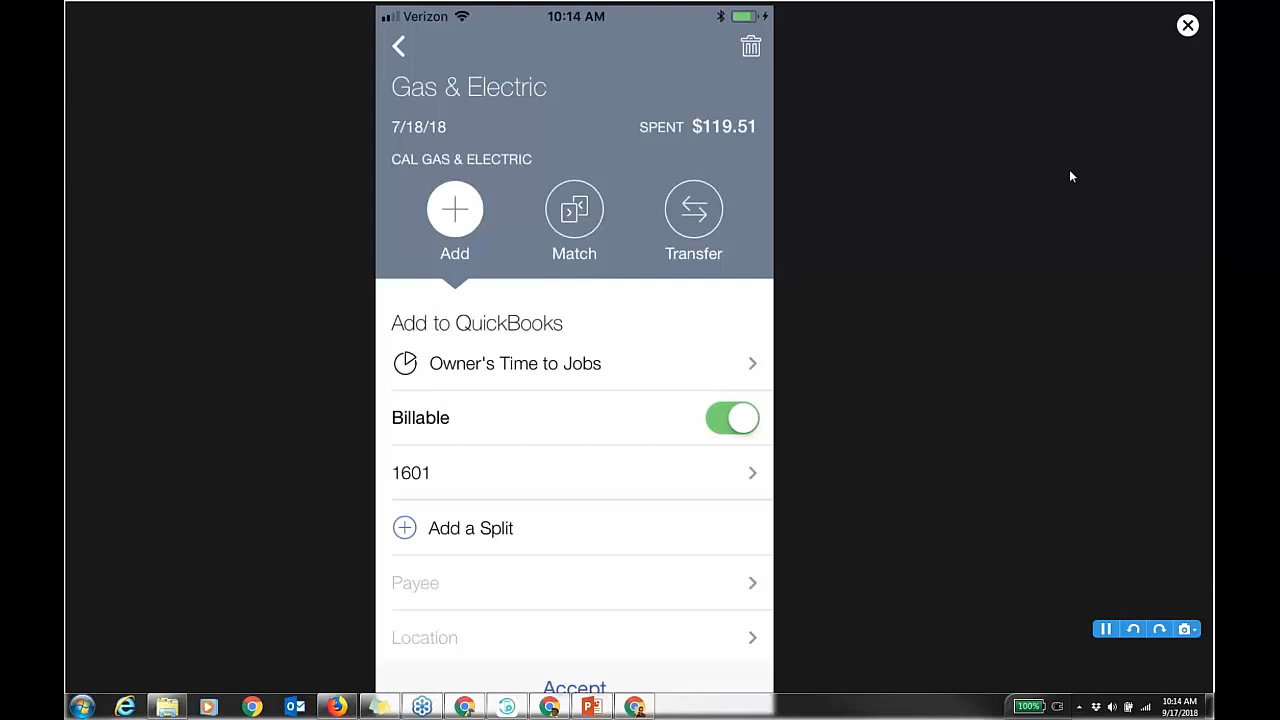 Verizon 10:14 AM
Gas & Electric
7/18/18 SPENT $119.51
CAL GAS & ELECTRIC
Add Match Transfer
Add to QuickBooks
Owner's Time to Jobs
Billable
1601
Add a Split
Payee
Location
Accept
100% 10:14 AM
9/17/2018